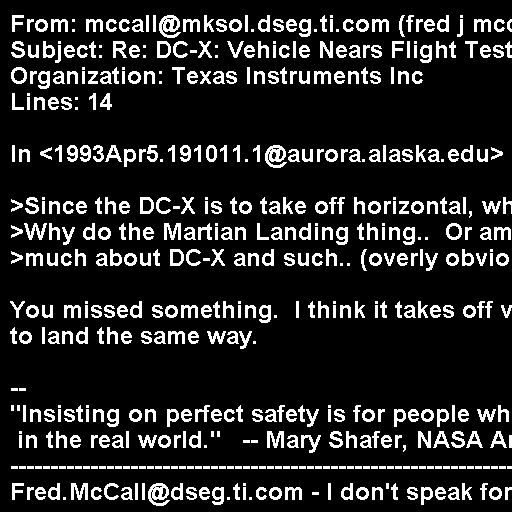 From: mccall@mksol.dseg.ti.com (fred j
Subject: Re: DC-X: Vehicle Nears Flight Test
Organization: Texas Instruments Inc
Lines: 14
In <1993Apr5.191011.1@aurora.alaska.edu>
>Since the DC-X is to take off horizontal,
>Why do the Martian Landing thing..  Or am
>much about DC-X and such.. (overly
You missed something.  I think it takes off
to land the same way.
--
"Insisting on perfect safety is for people
 in the real world."   -- Mary Shafer, NASA
------------------------------------------------------------------------------
Fred.McCall@dseg.ti.com - I don't speak for